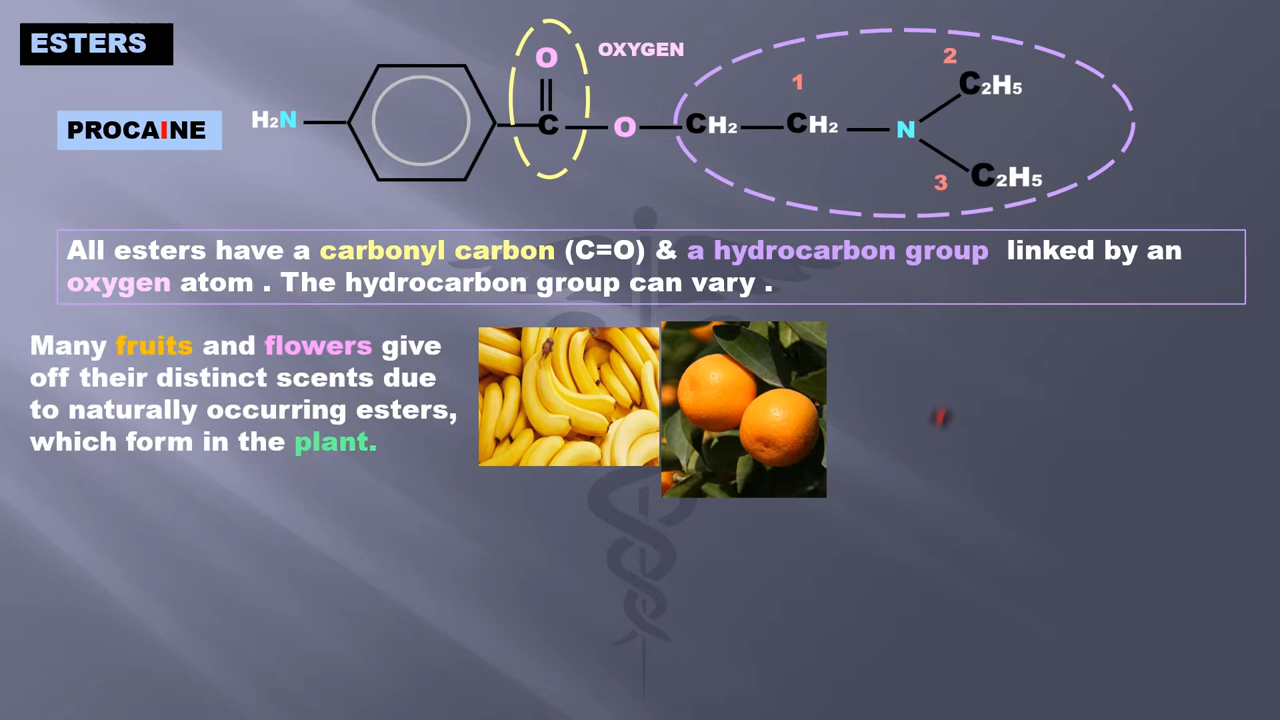 ESTERS
OXYGEN
PROCAINE
H₂N
O
C
O
CH₂
CH₂
N
C₂H₅
C₂H₅
1
2
3
All esters have a carbonyl carbon (C=O) & a hydrocarbon group linked by an
oxygen atom . The hydrocarbon group can vary .
Many fruits and flowers give
off their distinct scents due
to naturally occurring esters,
which form in the plant.